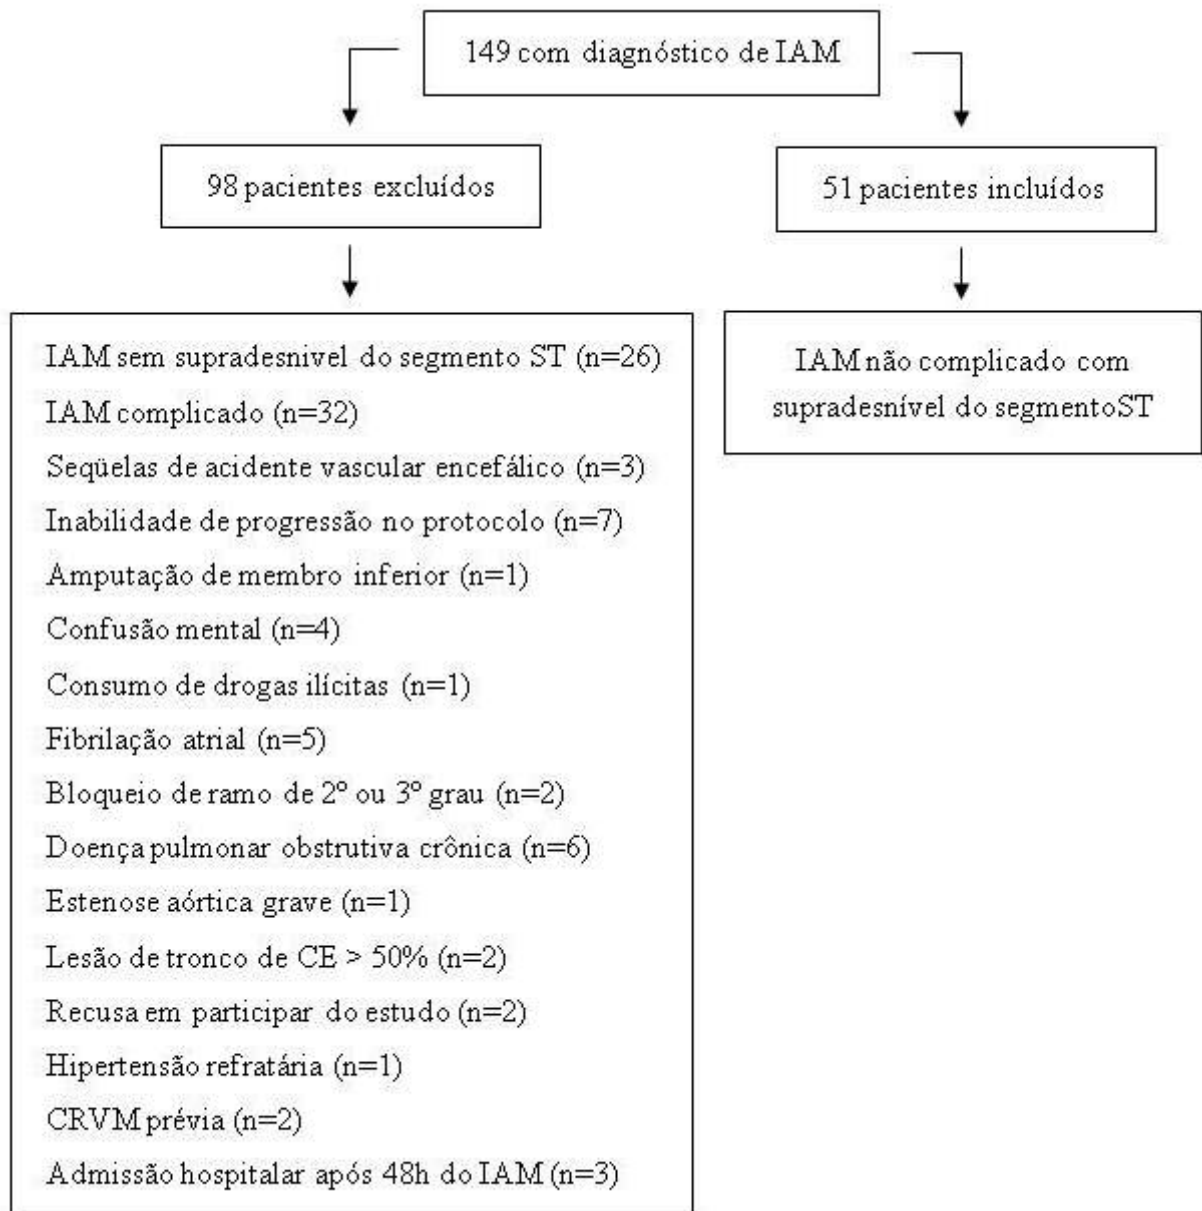 149 com diagnóstico de IAM
98 pacientes excluídos
51 pacientes incluídos
IAM sem supradesnivel do segmento ST (n=26)
IAM complicado (n=32)
Seqüelas de acidente vascular encefálico (n=3)
Inabilidade de progressão no protocolo (n=7)
Amputação de membro inferior (n=1)
Confusão mental (n=4)
Consumo de drogas ilícitas (n=1)
Fibrilação atrial (n=5)
Bloqueio de ramo de 2º ou 3º grau (n=2)
Doença pulmonar obstrutiva crônica (n=6)
Estenose aórtica grave (n=1)
Lesão de tronco de CE > 50% (n=2)
Recusa em participar do estudo (n=2)
Hipertensão refratária (n=1)
CRVM prévia (n=2)
Admissão hospitalar após 48h do IAM (n=3)
IAM não complicado com
supradesnível do segmento ST